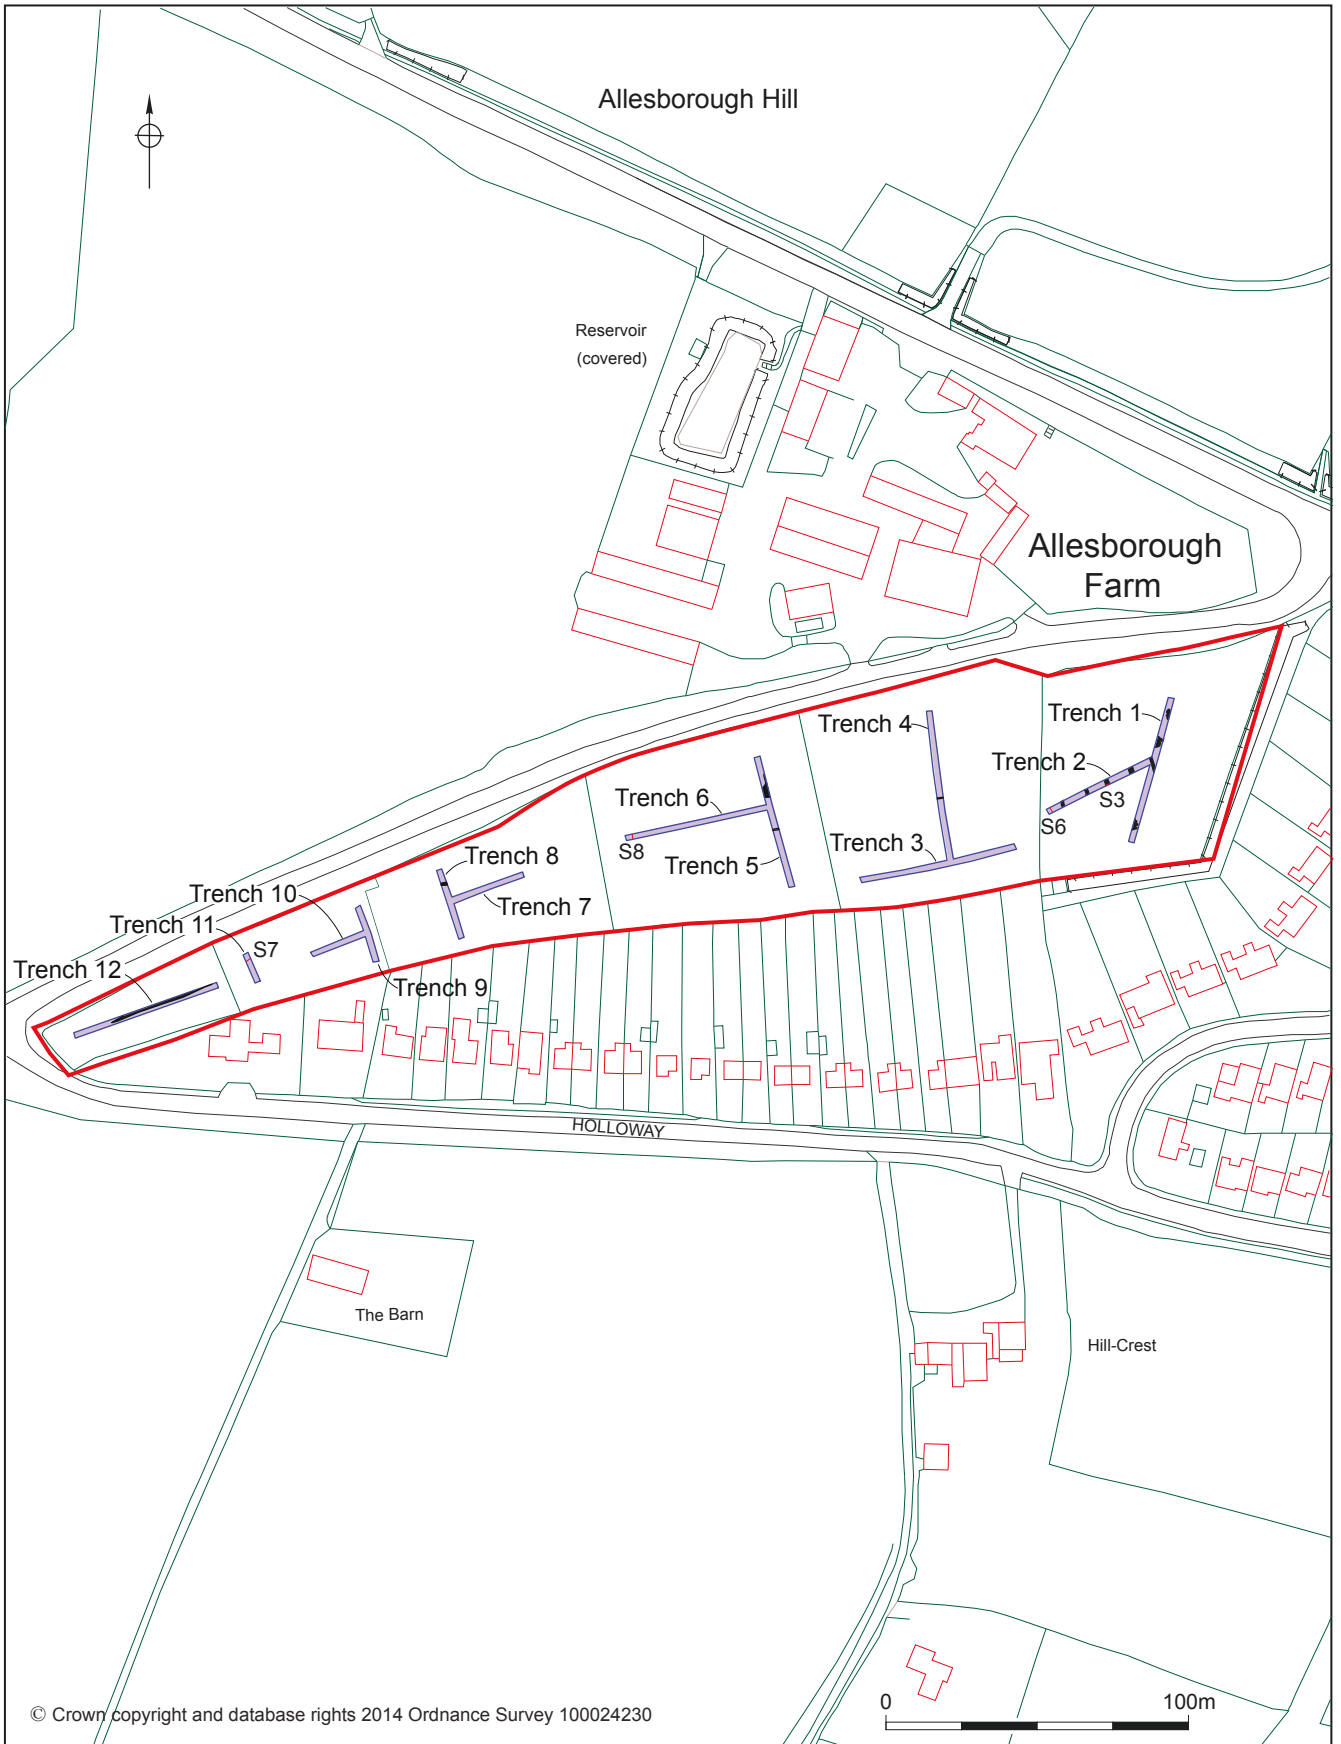 Allesborough Hill
Reservoir
(covered)
Allesborough
Farm
Trench 1
Trench 4
Trench 2
S3
S6
Trench 6
S8
Trench 3
Trench 5
Trench 8
Trench 10
Trench 7
Trench 11
S7
Trench 12
Trench 9
HOLLOWAY
The Barn
Hill-Crest
0 100m
© Crown copyright and database rights 2014 Ordnance Survey 100024230